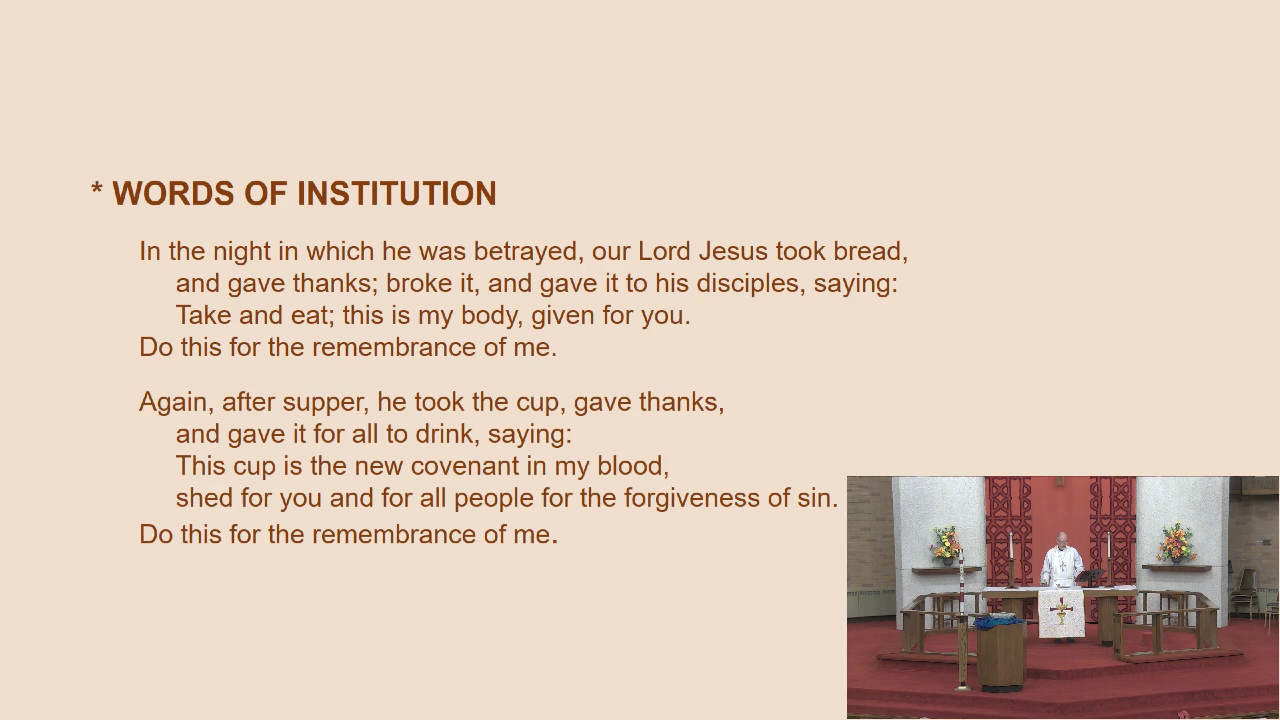 * WORDS OF INSTITUTION
In the night in which he was betrayed, our Lord Jesus took bread,
and gave thanks; broke it, and gave it to his disciples, saying:
Take and eat; this is my body, given for you.
Do this for the remembrance of me.
Again, after supper, he took the cup, gave thanks,
and gave it for all to drink, saying:
This cup is the new covenant in my blood,
shed for you and for all people for the forgiveness of sin.
Do this for the remembrance of me.